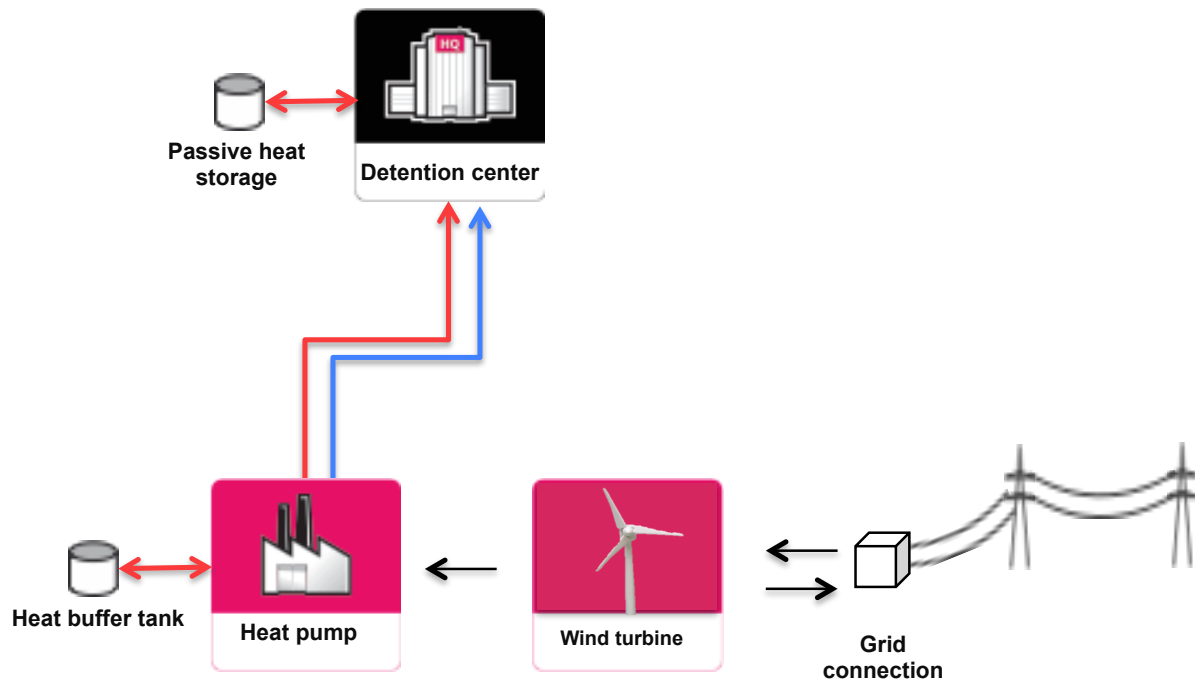 HQ
Passive heat
storage
Detention center
Heat buffer tank
Heat pump
Wind turbine
Grid
connection